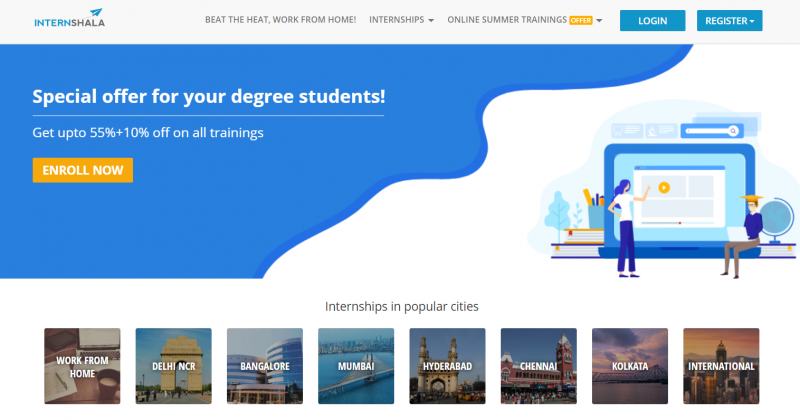 INTERNSHALA
BEAT THE HEAT, WORK FROM HOME!
INTERNSHIPS
ONLINE SUMMER TRAININGS OFFER
LOGIN
REGISTER
Special offer for your degree students!
Get upto 55%+10% off on all trainings
ENROLL NOW
Internships in popular cities
WORK FROM
HOME
DELHI NCR
BANGALORE
MUMBAI
HYDERABAD
CHENNAI
KOLKATA
INTERNATIONAL